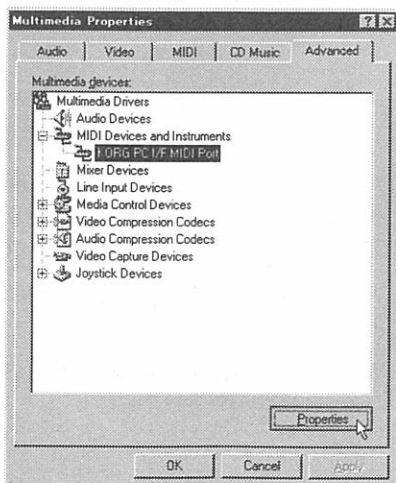 Multimedia Properties
Audio Video MIDI CD Music Advanced
Multimedia devices:
Multimedia Drivers
Audio Devices
MIDI Devices and Instruments
KORG PC I/F MIDI Port
Mixer Devices
Line Input Devices
Media Control Devices
Video Compression Codecs
Audio Compression Codecs
Video Capture Devices
Joystick Devices
Properties
OK Cancel Apply